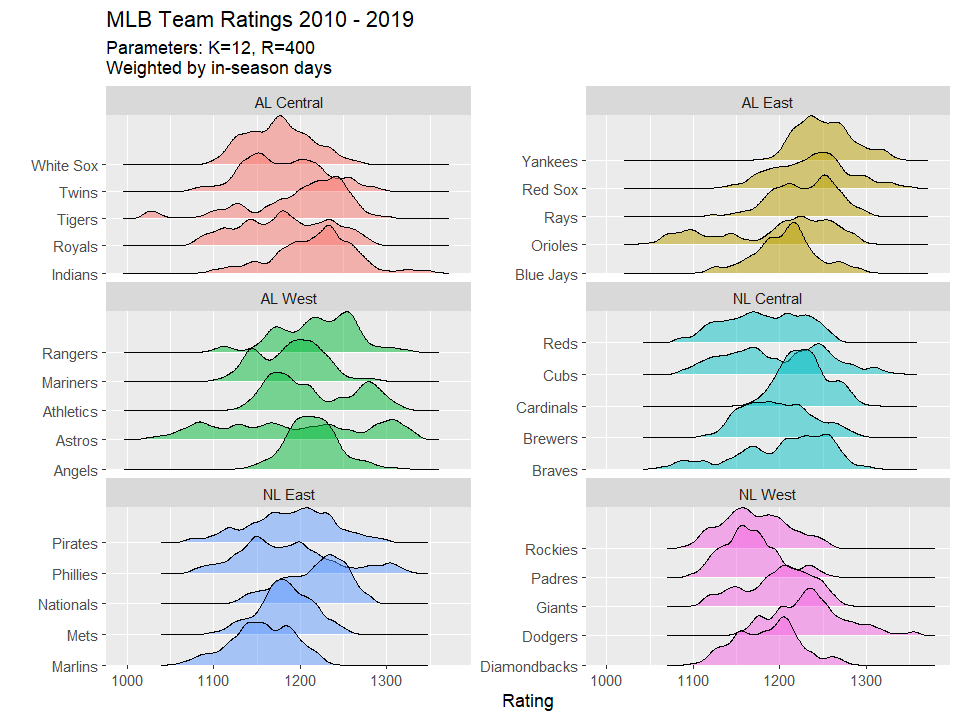 MLB Team Ratings 2010 - 2019
Parameters: K=12, R=400
Weighted by in-season days
AL Central
White Sox
Twins
Tigers
Royals
Indians
AL East
Yankees
Red Sox
Rays
Orioles
Blue Jays
AL West
Rangers
Mariners
Athletics
Astros
Angels
NL Central
Reds
Cubs
Cardinals
Brewers
Braves
NL East
Pirates
Phillies
Nationals
Mets
Marlins
NL West
Rockies
Padres
Giants
Dodgers
Diamondbacks
1000 1100 1200 1300
1000 1100 1200 1300
Rating